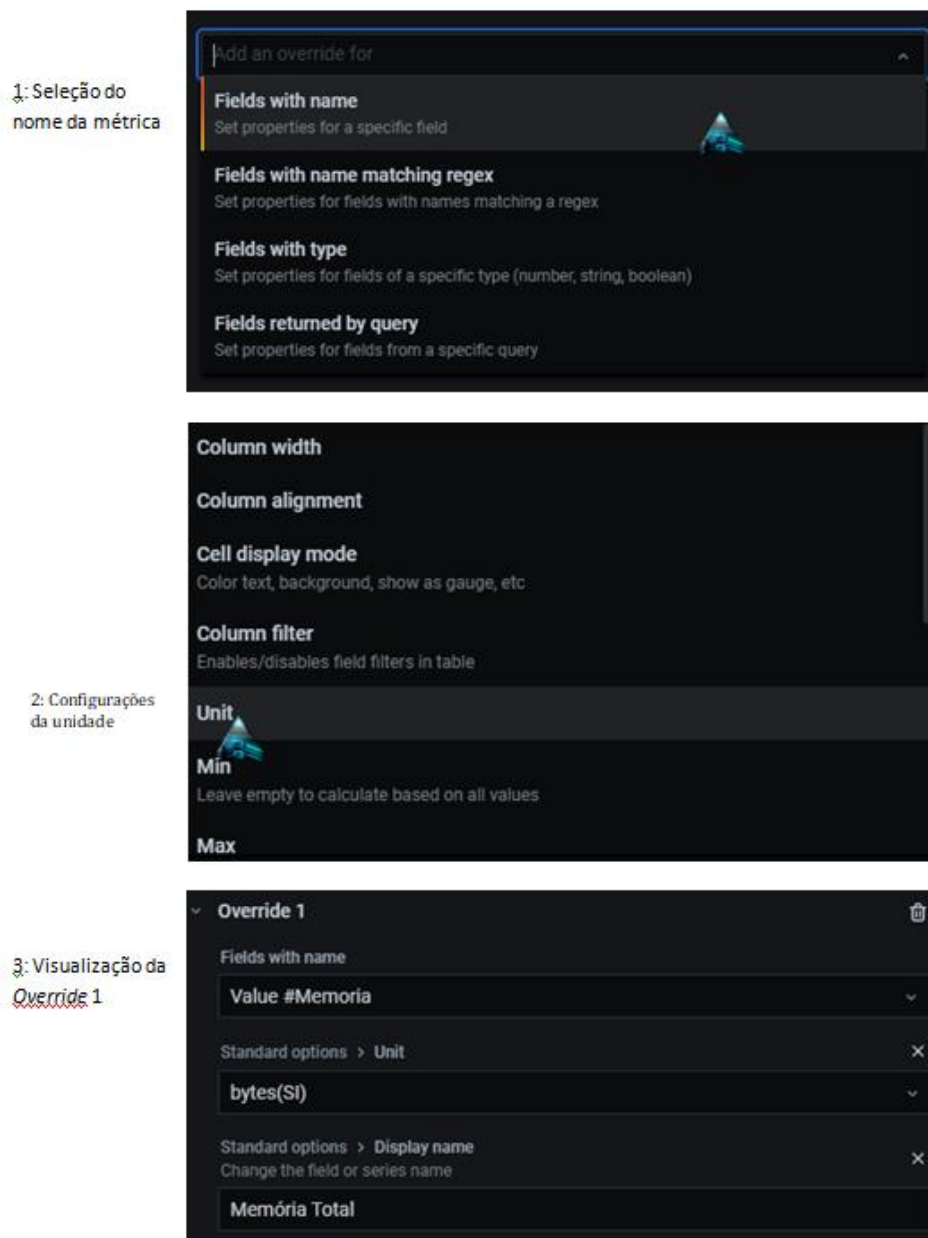 1: Seleção do
nome da métrica
Add an override for
Fields with name
Set properties for a specific field
Fields with name matching regex
Set properties for fields with names matching a regex
Fields with type
Set properties for fields of a specific type (number, string, boolean)
Fields returned by query
Set properties for fields from a specific query
2: Configurações
da unidade
Column width
Column alignment
Cell display mode
Color text, background, show as gauge, etc
Column filter
Enables/disables field filters in table
Unit
Min
Leave empty to calculate based on all values
Max
3: Visualização da
Override 1
Override 1
Fields with name
Value #Memoria
Standard options > Unit
bytes(SI)
Standard options > Display name
Change the field or series name
Memória Total